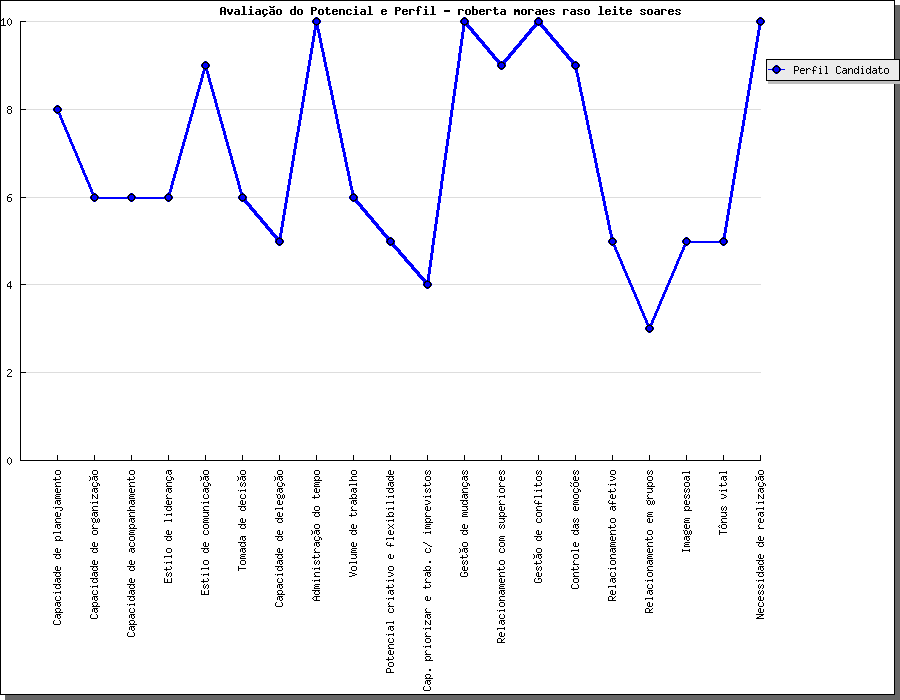 Avaliação do Potencial e Perfil - roberta moraes raso leite soares
Perfil Candidato
10
8
6
4
2
0
Capacidade de planejamento
Capacidade de organização
Capacidade de acompanhamento
Estilo de liderança
Estilo de comunicação
Tomada de decisão
Capacidade de delegação
Administração do tempo
Volume de trabalho
Potencial criativo e flexibilidade
Cap. priorizar e trab. c/ imprevistos
Gestão de mudanças
Relacionamento com superiores
Gestão de conflitos
Controle das emoções
Relacionamento afetivo
Relacionamento em grupos
Imagem pessoal
Tônus vital
Necessidade de realização